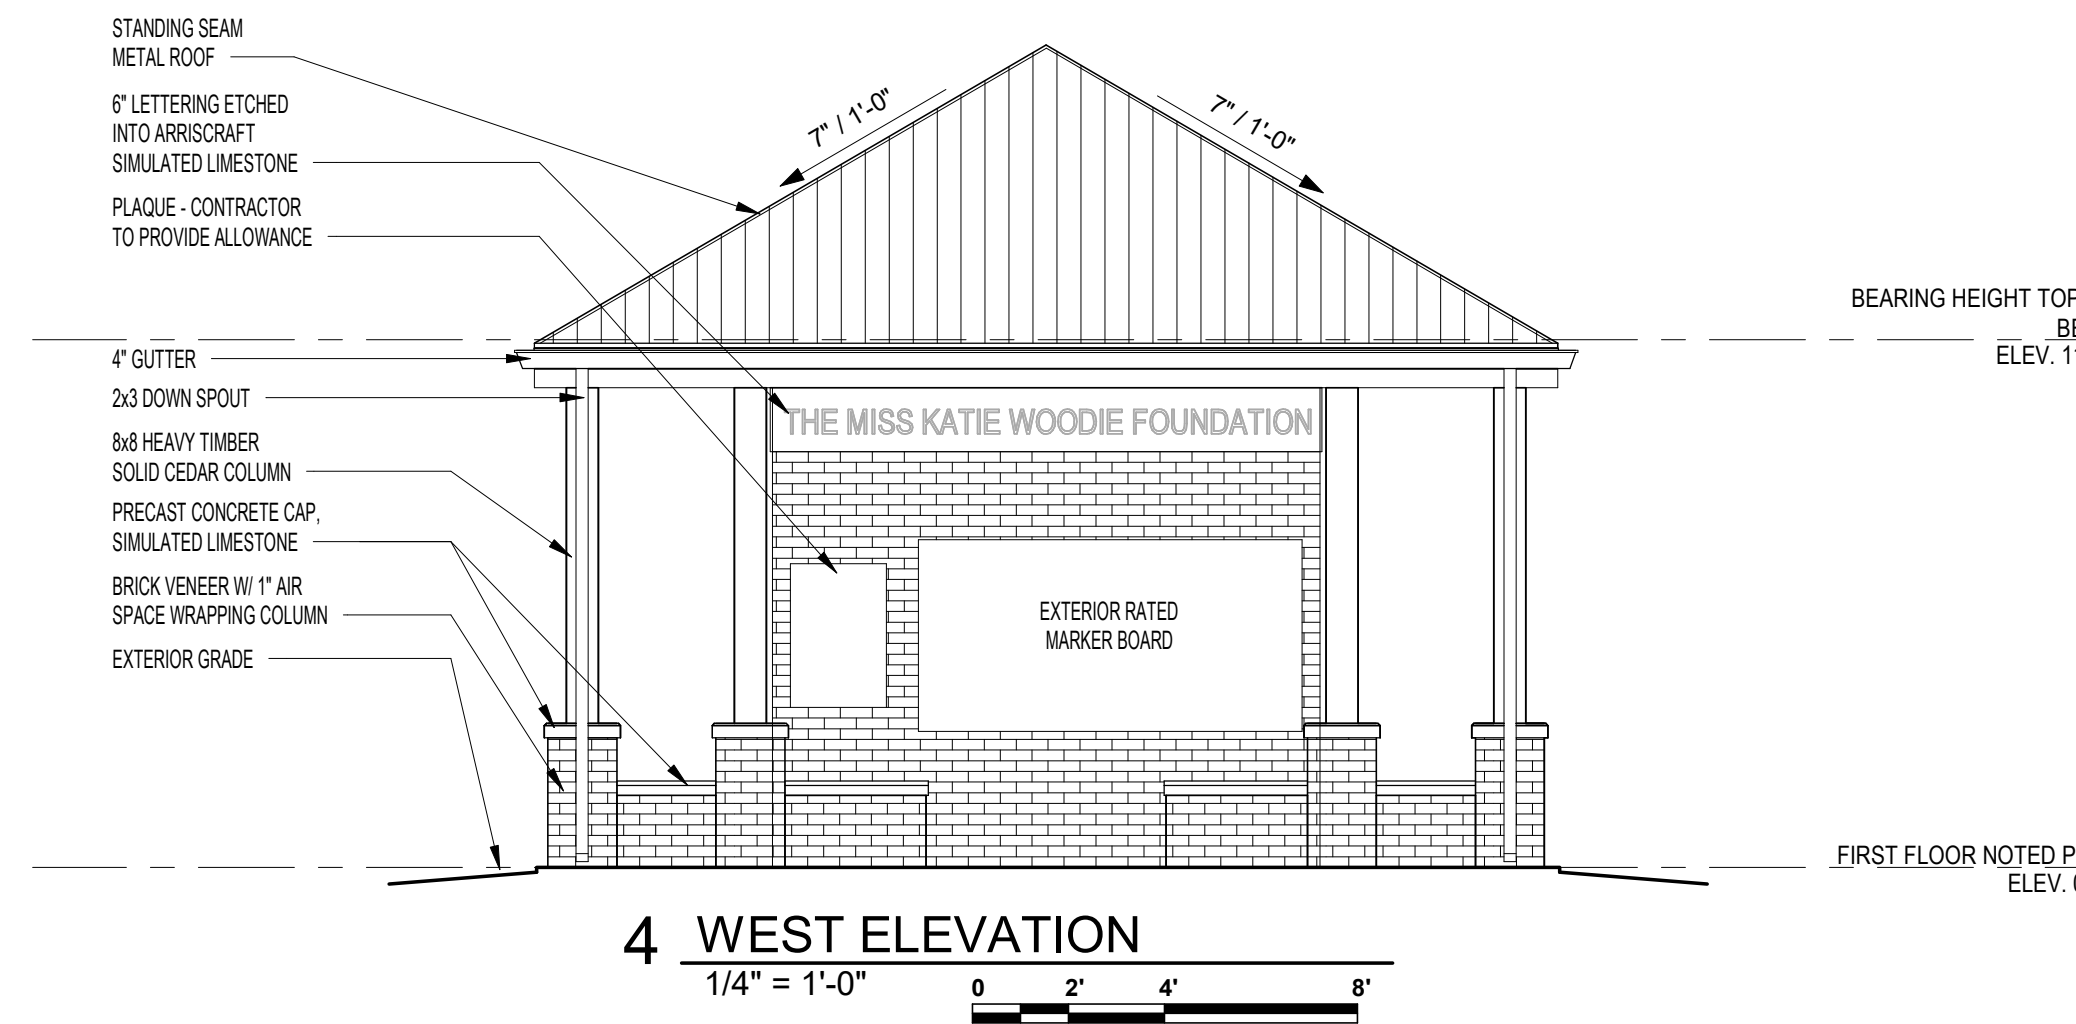 STANDING SEAM
METAL ROOF
6" LETTERING ETCHED
INTO ARRISCRAFT
SIMULATED LIMESTONE
PLAQUE - CONTRACTOR
TO PROVIDE ALLOWANCE
4" GUTTER
2x3 DOWN SPOUT
8x8 HEAVY TIMBER
SOLID CEDAR COLUMN
PRECAST CONCRETE CAP,
SIMULATED LIMESTONE
BRICK VENEER W/ 1" AIR
SPACE WRAPPING COLUMN
EXTERIOR GRADE
7" / 1'-0"
7" / 1'-0"
THE MISS KATIE WOODIE FOUNDATION
EXTERIOR RATED
MARKER BOARD
BEARING HEIGHT TOP
ELEV.
FIRST FLOOR NOTED
ELEV.
4 WEST ELEVATION
1/4" = 1'-0"
0 2' 4' 8'